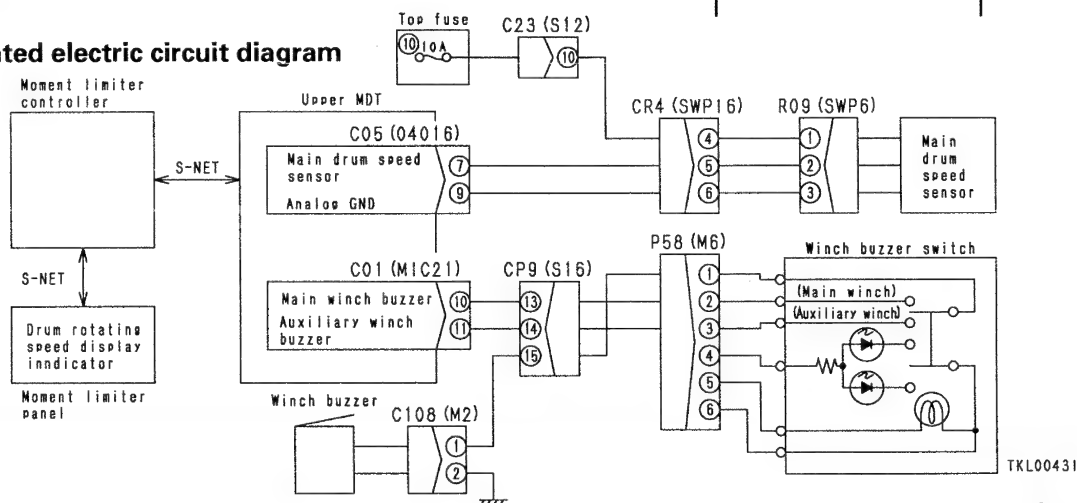 ated electric circuit diagram
Top fuse
⑩ 10A
C23 (S12)
⑩
Moment limiter
controller
S-NET
Upper MDT
C05 (04016)
Main drum speed
sensor
Analog GND
⑦
⑨
CR4 (SWP16)
④
⑤
⑥
R09 (SWP6)
①
②
③
Main
drum
speed
sensor
S-NET
Drum rotating
speed display
inndicator
Moment limiter
panel
C01 (MIC21)
Main winch buzzer
Auxiliary winch
buzzer
⑩
⑪
CP9 (S16)
⑬
⑭
⑮
P58 (M6)
①
②
③
④
⑤
⑥
Winch buzzer switch
(Main winch)
(Auxiliary winch)
Winch buzzer
C108 (M2)
①
②
TKL00431